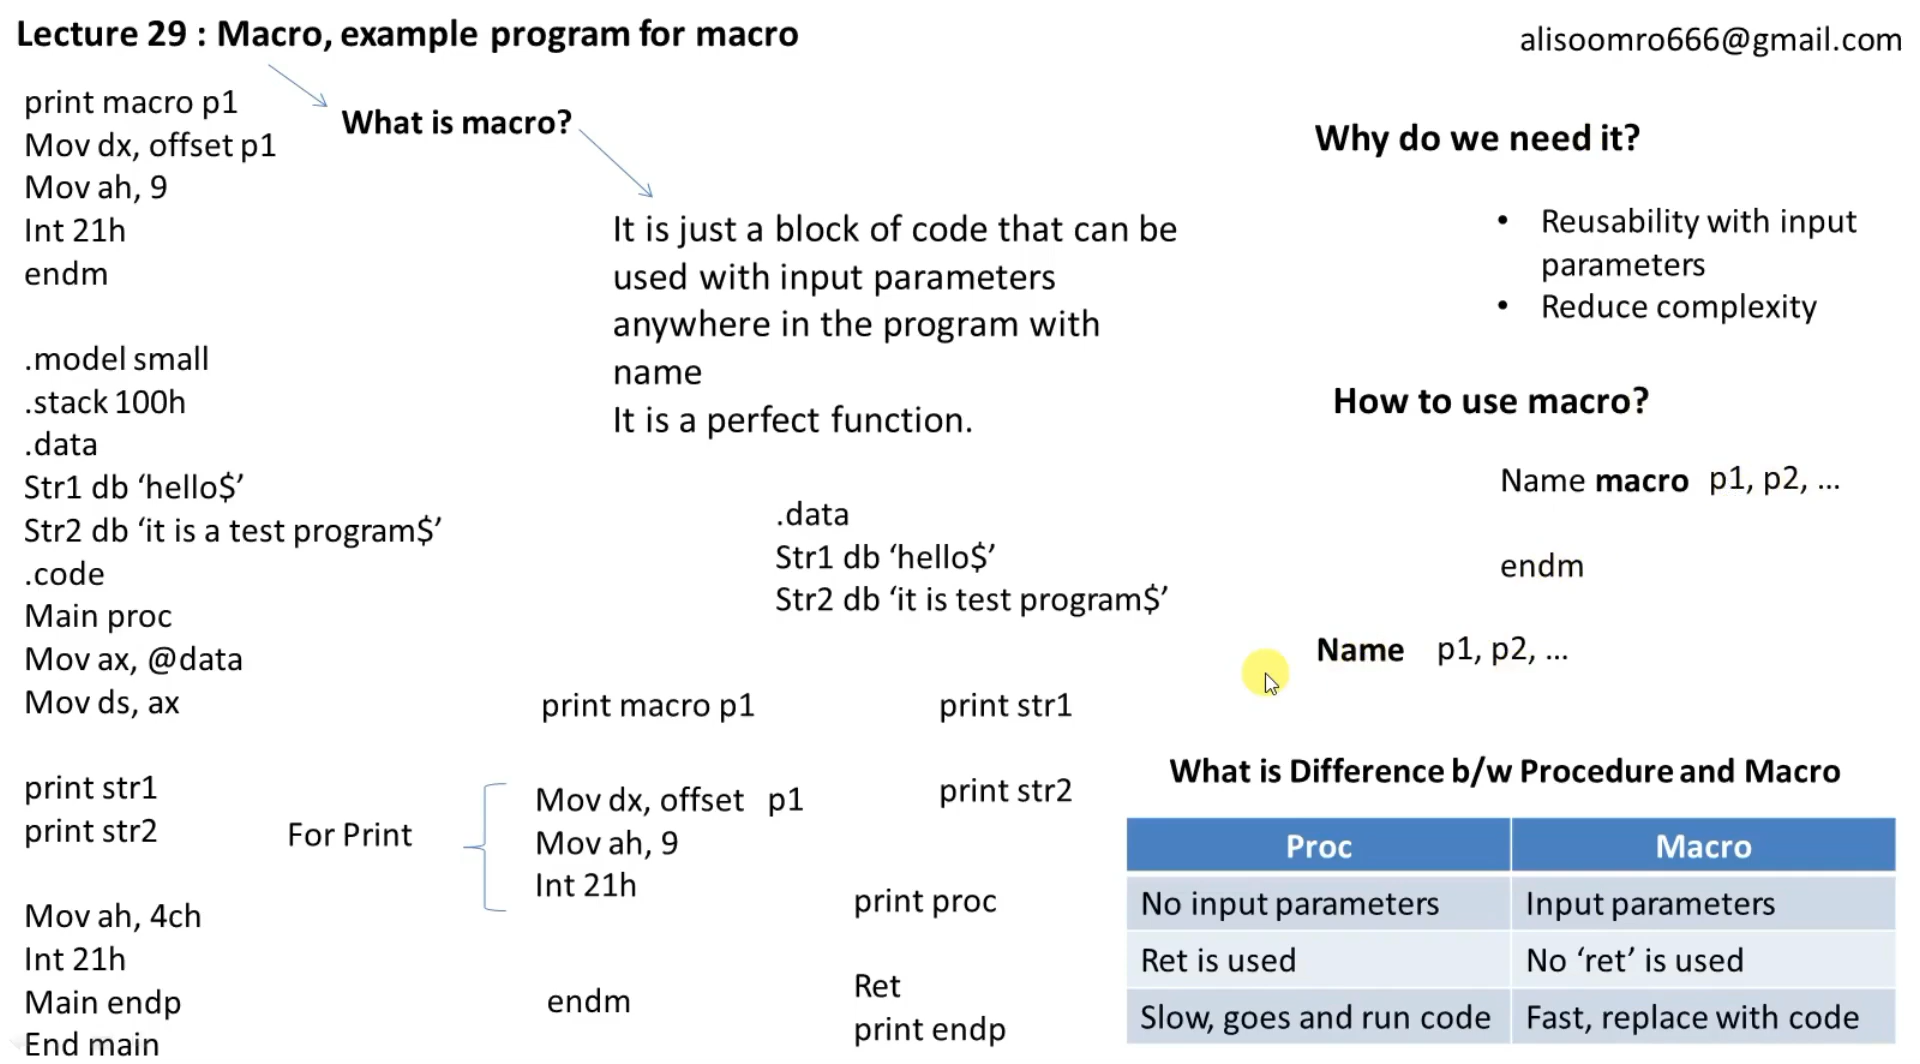 Lecture 29 : Macro, example program for macro
alisoomro666@gmail.com
print macro p1
Mov dx, offset p1
Mov ah, 9
Int 21h
endm
.model small
.stack 100h
.data
Str1 db ‘hello$’
Str2 db ‘it is a test program$’
.code
Main proc
Mov ax, @data
Mov ds, ax
print str1
print str2
Mov ah, 4ch
Int 21h
Main endp
End main
What is macro?
It is just a block of code that can be
used with input parameters
anywhere in the program with
name
It is a perfect function.
.data
Str1 db ‘hello$’
Str2 db ‘it is test program$’
For Print
print macro p1
Mov dx, offset p1
Mov ah, 9
Int 21h
endm
print str1
print str2
print proc
Ret
print endp
Why do we need it?
• Reusability with input
parameters
• Reduce complexity
How to use macro?
Name macro p1, p2, ...
endm
Name p1, p2, ...
What is Difference b/w Procedure and Macro
Proc Macro
No input parameters Input parameters
Ret is used No ‘ret’ is used
Slow, goes and run code Fast, replace with code